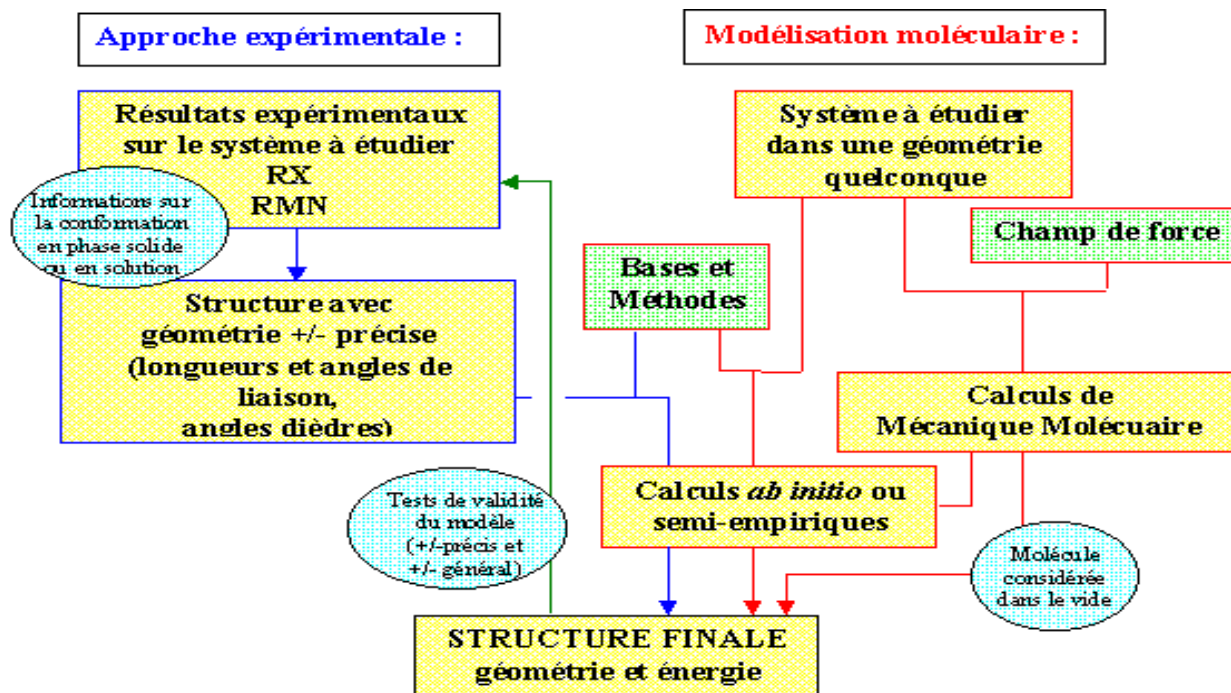 Approche expérimentale :
Modélisation moléculaire :
Résultats expérimentaux
sur le système à étudier
RX
RMN
Informations sur
la conformation
en phase solide
ou en solution
Structure avec
géométrie +/- précise
(longueurs et angles de
liaison,
angles dièdres)
Système à étudier
dans une géométrie
quelconque
Champ de force
Bases et
Méthodes
Calculs de
Mécanique Molécuaire
Calculs ab initio ou
semi-empiriques
Tests de validité
du modèle
(+/-précis et
+/- général)
Molécule
considérée
dans le vide
STRUCTURE FINALE
géométrie et énergie